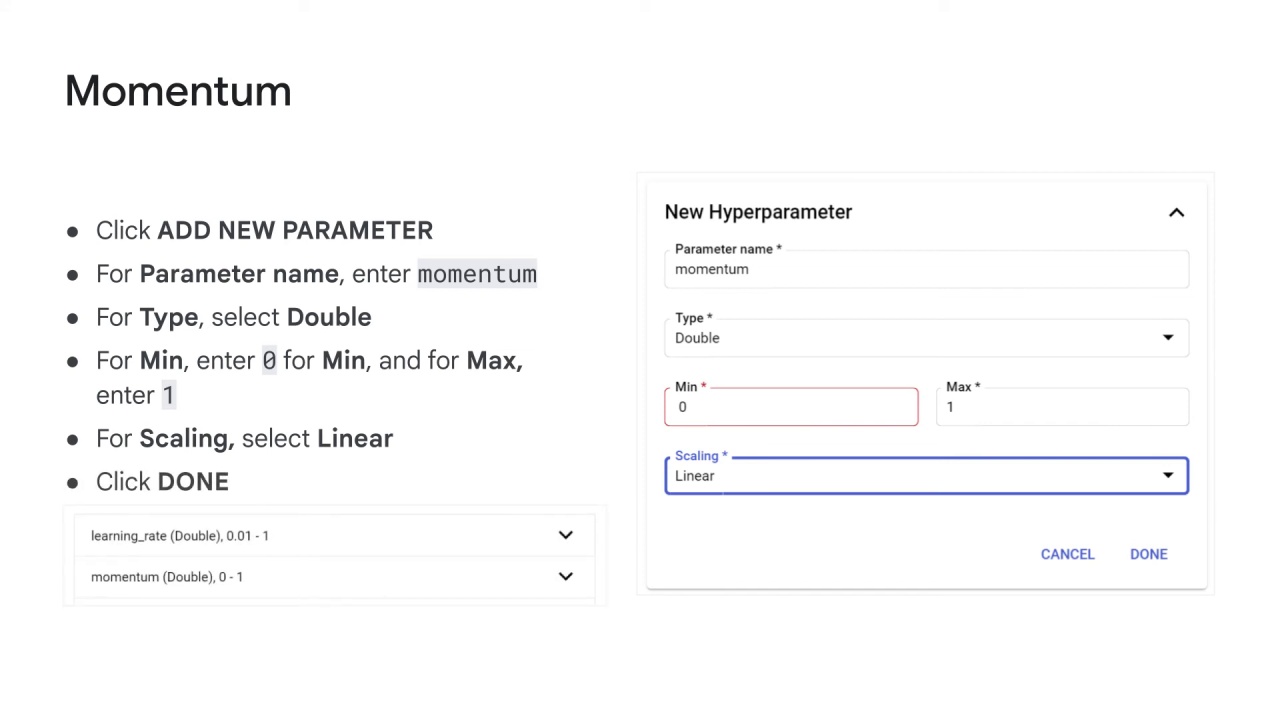 Momentum
● Click ADD NEW PARAMETER
● For Parameter name, enter momentum
● For Type, select Double
● For Min, enter 0 for Min, and for Max,
enter 1
● For Scaling, select Linear
● Click DONE
learning_rate (Double), 0.01 - 1
momentum (Double), 0 - 1
New Hyperparameter
Parameter name *
momentum
Type *
Double
Min * Max *
0 1
Scaling *
Linear
CANCEL DONE